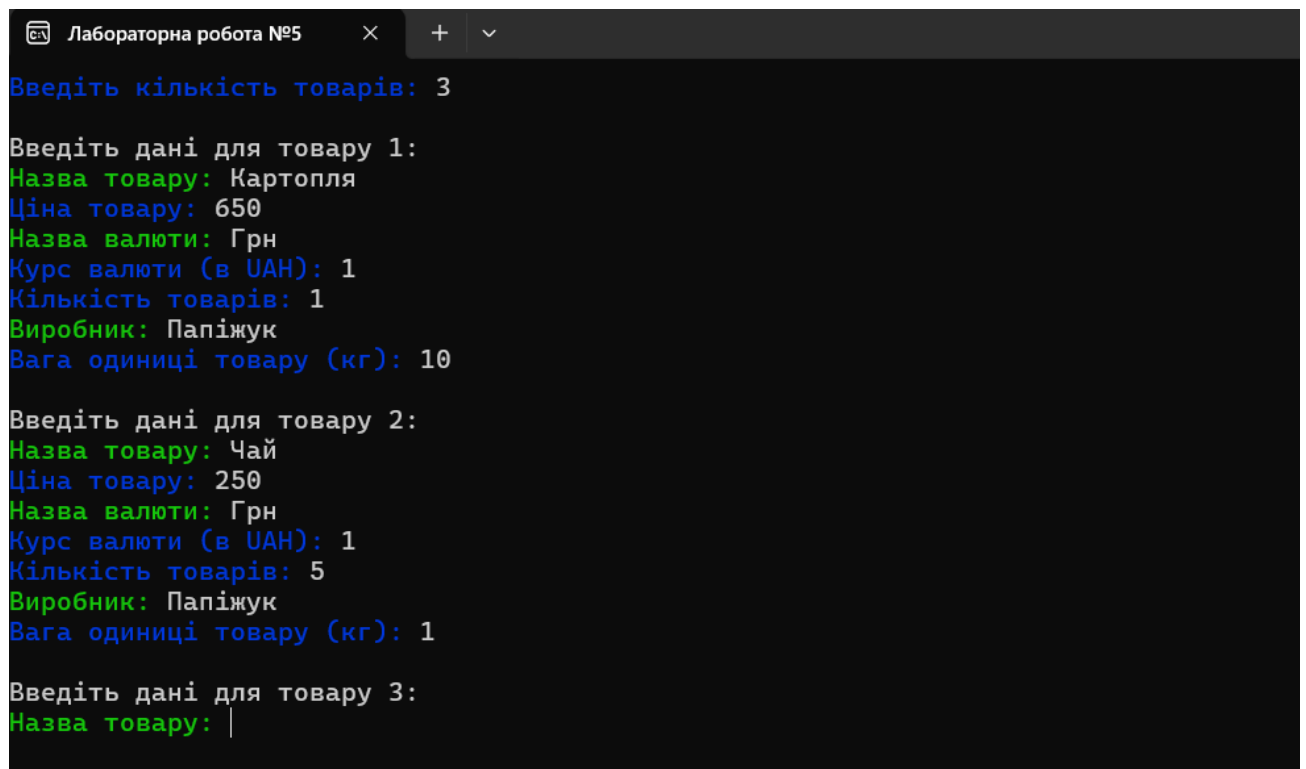 Лабораторна робота №5
Введіть кількість товарів: 3
Введіть дані для товару 1:
Назва товару: Картопля
Ціна товару: 650
Назва валюти: Грн
Курс валюти (в UAH): 1
Кількість товарів: 1
Виробник: Папіжук
Вага одиниці товару (кг): 10
Введіть дані для товару 2:
Назва товару: Чай
Ціна товару: 250
Назва валюти: Грн
Курс валюти (в UAH): 1
Кількість товарів: 5
Виробник: Папіжук
Вага одиниці товару (кг): 1
Введіть дані для товару 3:
Назва товару: